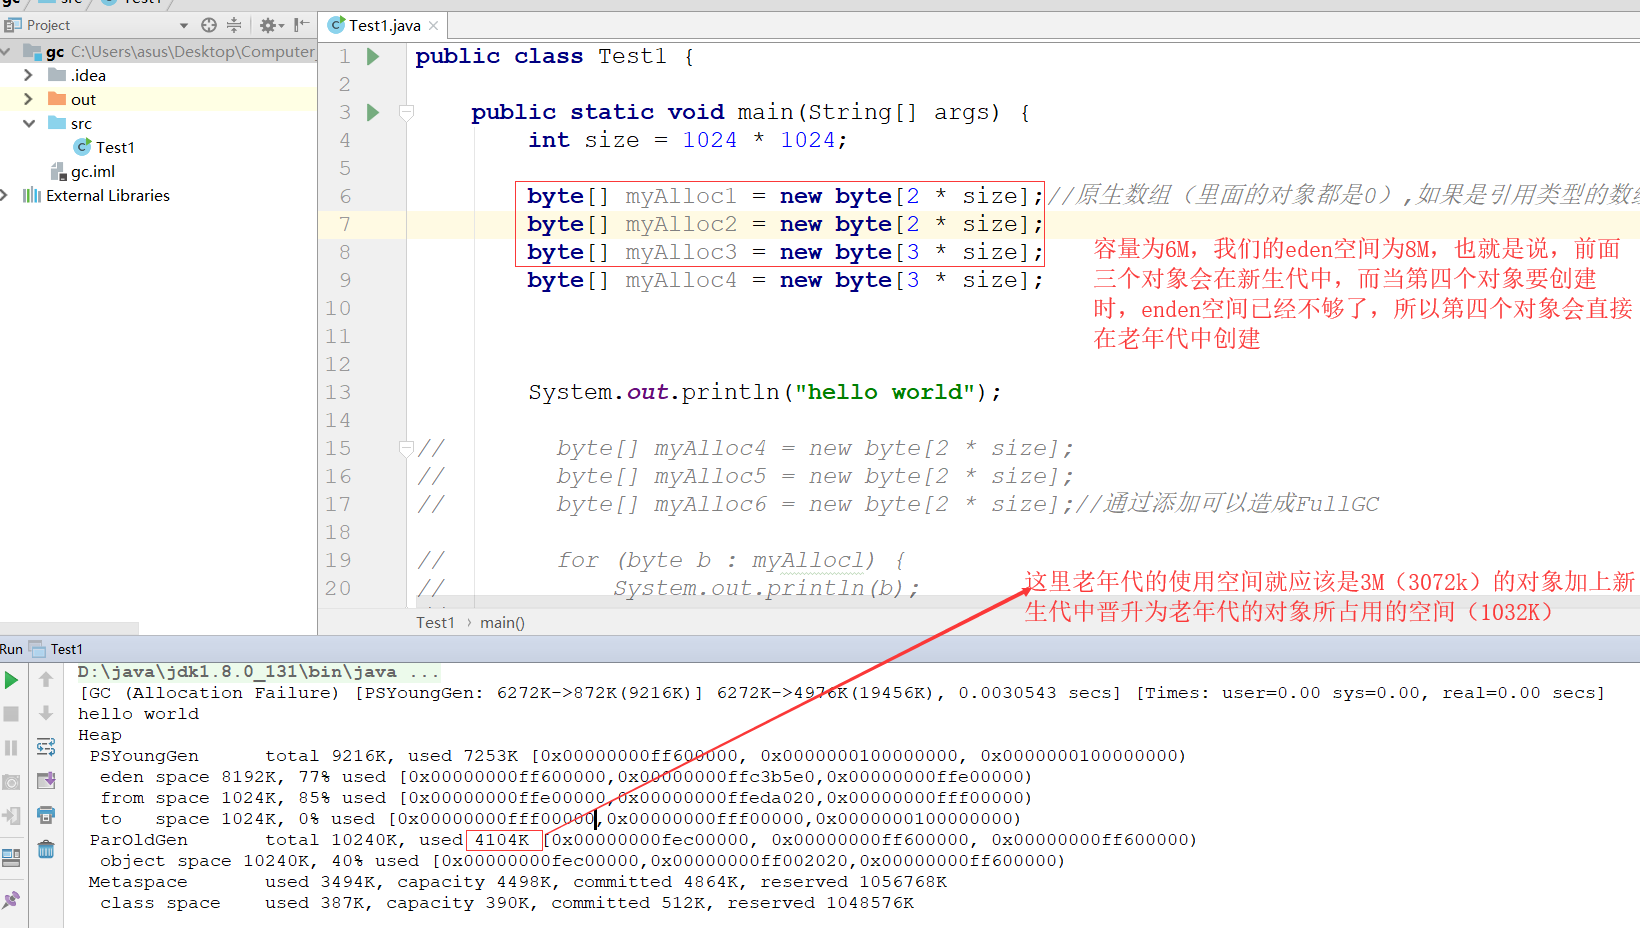 gc
src
Test1
Project
Test1.java
gc C:\Users\asus\Desktop\Computer
.idea
out
src
Test1
gc.iml
External Libraries
1 public class Test1 {
2
3 public static void main(String[] args) {
4 int size = 1024 * 1024;
5
6 byte[] myAlloc1 = new byte[2 * size];//原生数组（里面的对象都是0）,如果是引用类型的数组
7 byte[] myAlloc2 = new byte[2 * size];
8 byte[] myAlloc3 = new byte[3 * size];
9 byte[] myAlloc4 = new byte[3 * size];
容量为6M，我们的eden空间为8M，也就是说，前面
三个对象会在新生代中，而当第四个对象要创建
时，enden空间已经不够了，所以第四个对象会直接
在老年代中创建
10
11
12
13 System.out.println("hello world");
14
15 // byte[] myAlloc4 = new byte[2 * size];
16 // byte[] myAlloc5 = new byte[2 * size];
17 // byte[] myAlloc6 = new byte[2 * size];//通过添加可以造成FullGC
18
19 // for (byte b : myAllocl) {
20 // System.out.println(b);
这里老年代的使用空间就应该是3M（3072k）的对象加上新
生代中晋升为老年代的对象所占用的空间（1032K）
Test1 › main()
Run Test1
D:\java\jdk1.8.0_131\bin\java ...
[GC (Allocation Failure) [PSYoungGen: 6272K->872K(9216K)] 6272K->4976K(19456K), 0.0030543 secs] [Times: user=0.00 sys=0.00, real=0.00 secs]
hello world
Heap
PSYoungGen total 9216K, used 7253K [0x00000000ff600000, 0x0000000100000000, 0x0000000100000000)
eden space 8192K, 77% used [0x00000000ff600000,0x00000000ffc3b5e0,0x00000000ffe00000)
from space 1024K, 85% used [0x00000000ffe00000,0x00000000ffeda020,0x00000000fff00000)
to space 1024K, 0% used [0x00000000fff00000,0x00000000fff00000,0x0000000100000000)
ParOldGen total 10240K, used 4104K [0x00000000fec00000, 0x00000000ff600000, 0x00000000ff600000)
object space 10240K, 40% used [0x00000000fec00000,0x00000000ff002020,0x00000000ff600000)
Metaspace used 3494K, capacity 4498K, committed 4864K, reserved 1056768K
class space used 387K, capacity 390K, committed 512K, reserved 1048576K